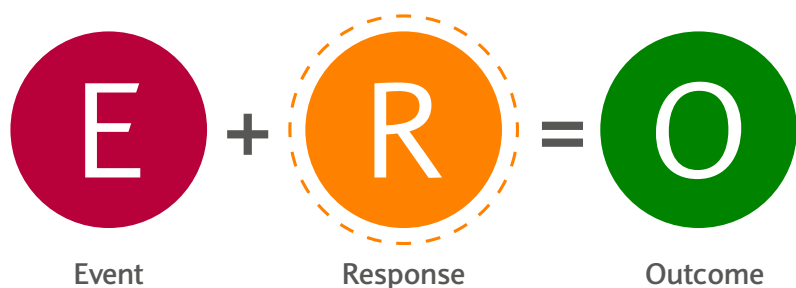 E + R = O
Event Response Outcome